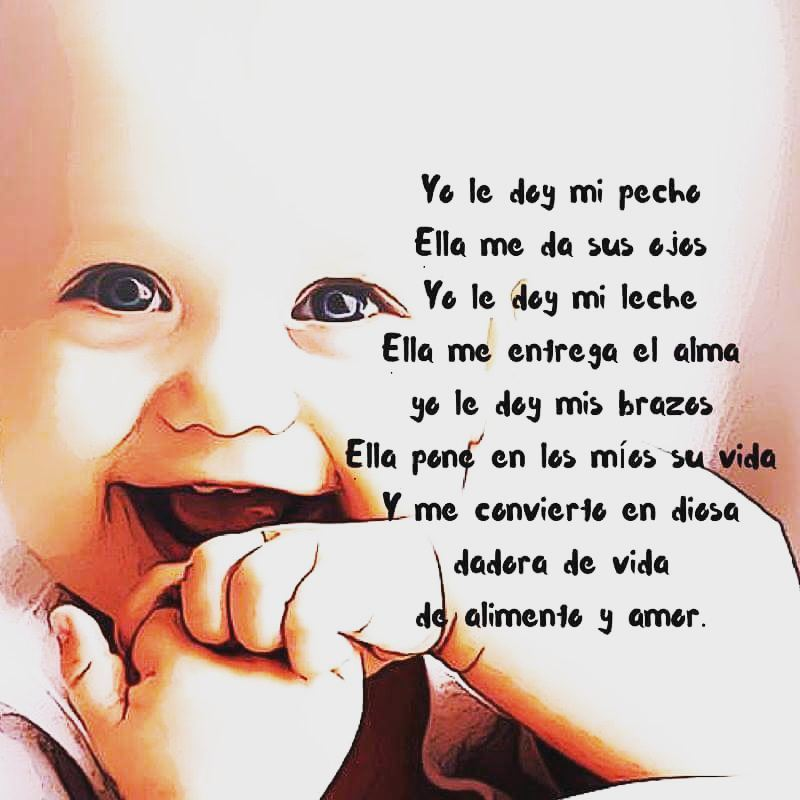 Yo le doy mi pecho
Ella me da sus ojos
Yo le doy mi leche
Ella me entrega el alma
yo le doy mis brazos
Ella pone en los míos su vida
Y me convierto en diosa
dadora de vida
de alimento y amor.